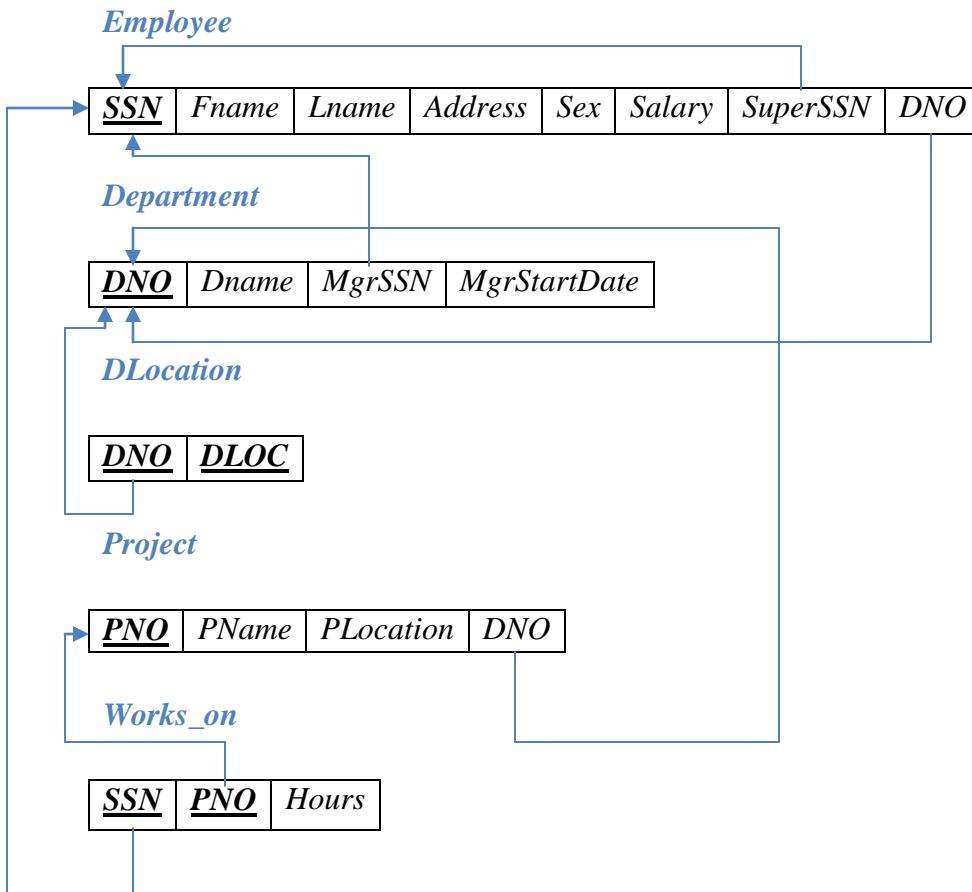 Employee
SSN Fname Lname Address Sex Salary SuperSSN DNO
Department
DNO Dname MgrSSN MgrStartDate
DLocation
DNO DLOC
Project
PNO PName PLocation DNO
Works_on
SSN PNO Hours